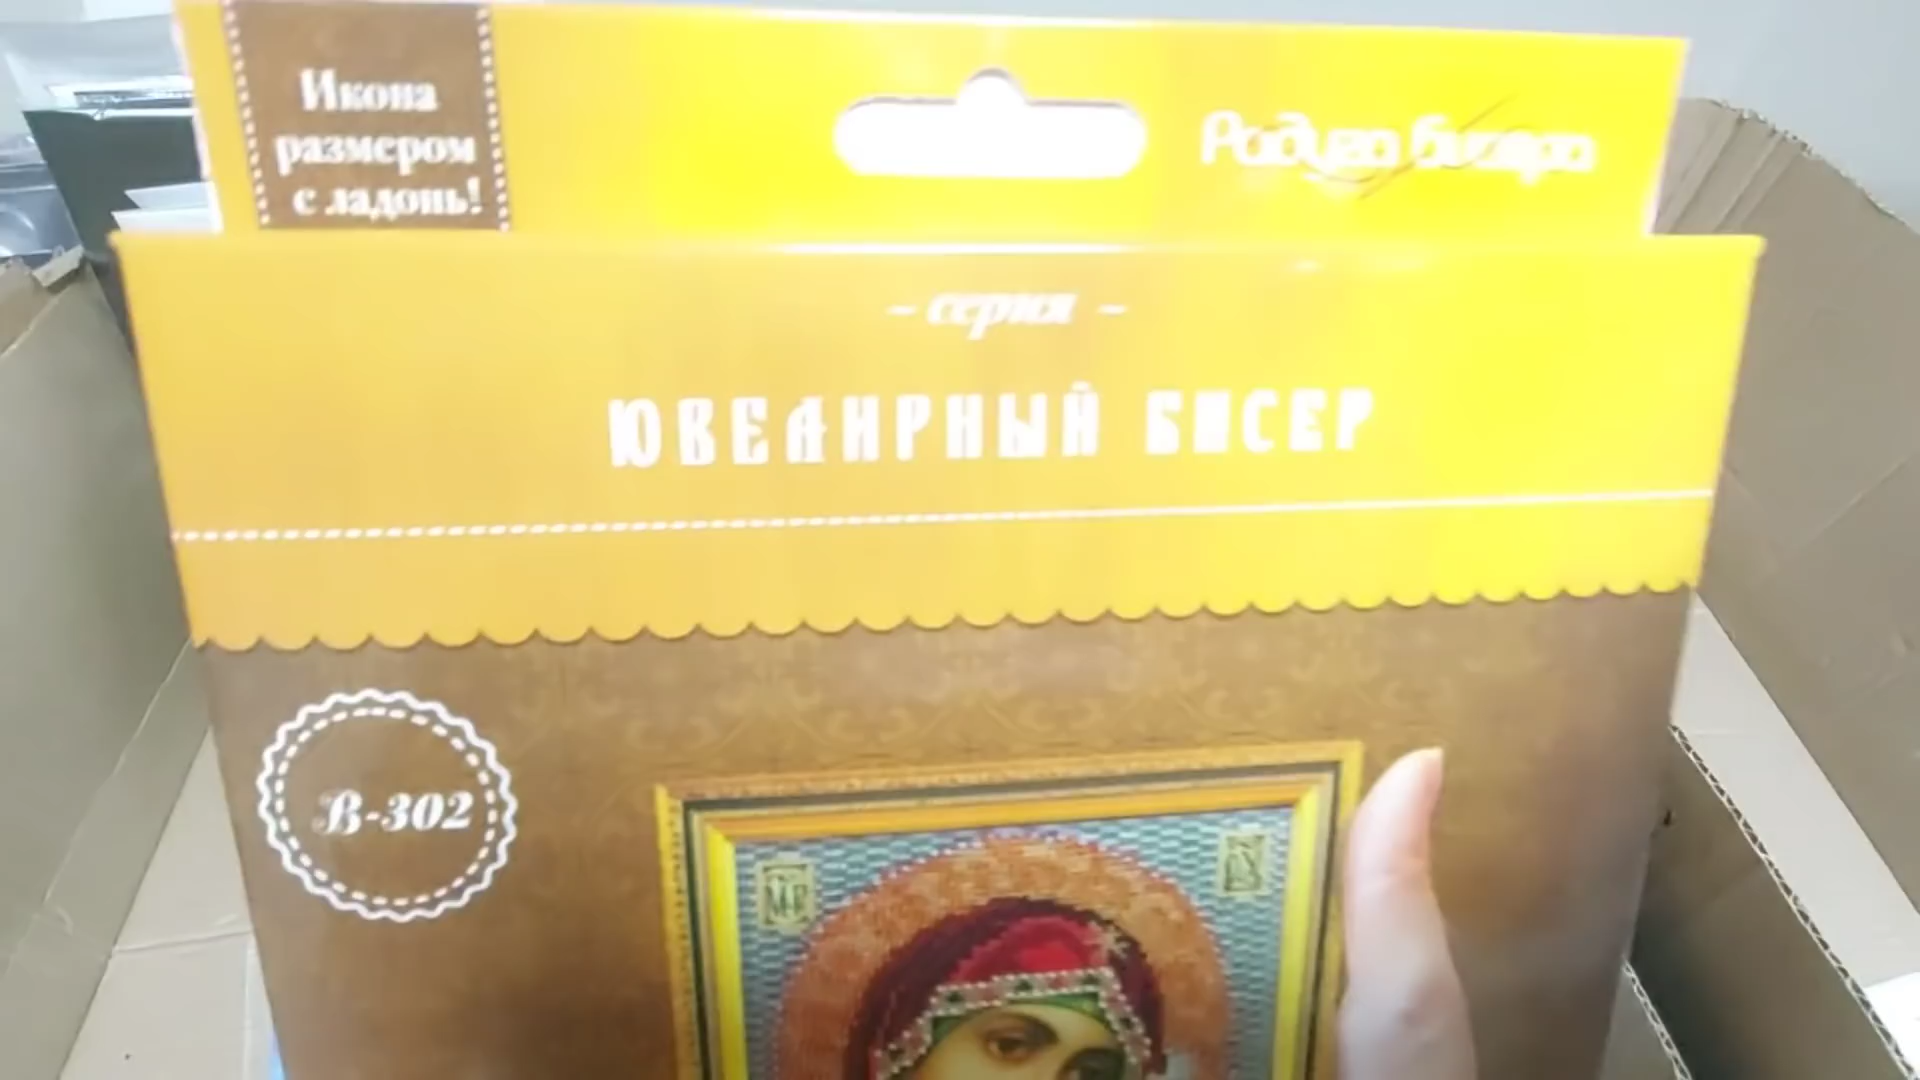 Икона
размером
с ладонь!
Радуга бисера
- серия -
ЮВЕЛИРНЫЙ БИСЕР
В-302